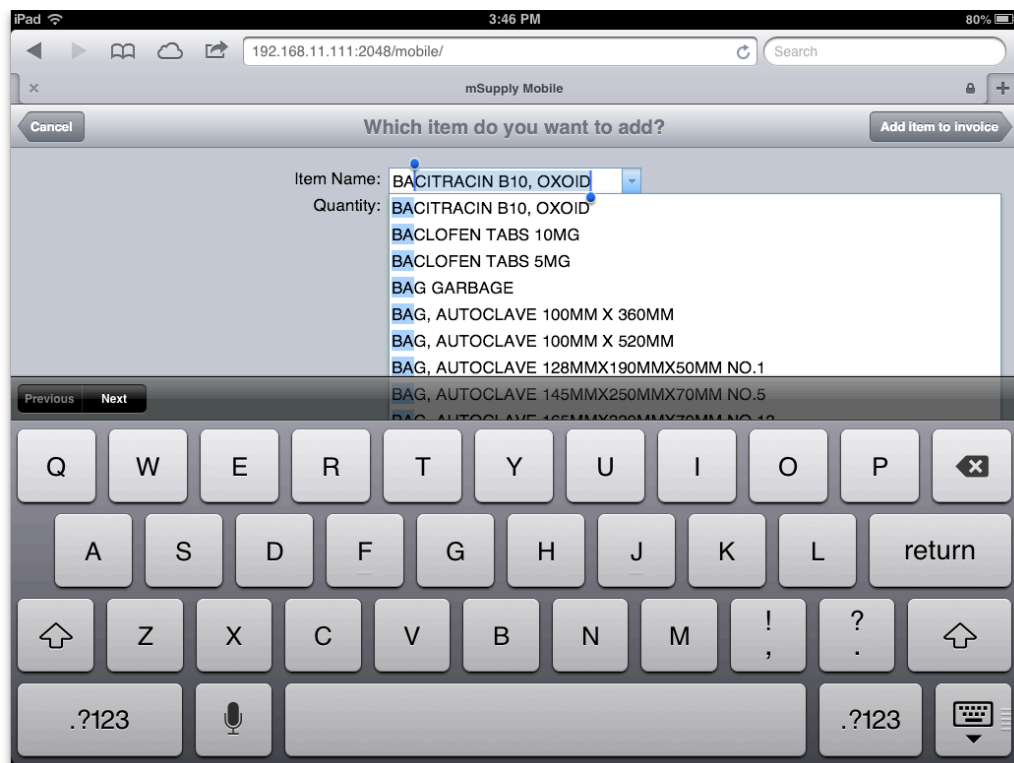 iPad 3:46 PM 80%
192.168.11.111:2048/mobile/ Search
mSupply Mobile
Cancel Which item do you want to add? Add item to invoice
Item Name: BACITRACIN B10, OXOID
Quantity: BACITRACIN B10, OXOID
BACLOFEN TABS 10MG
BACLOFEN TABS 5MG
BAG GARBAGE
BAG, AUTOCLAVE 100MM X 360MM
BAG, AUTOCLAVE 100MM X 520MM
BAG, AUTOCLAVE 128MMX190MMX50MM NO.1
Previous Next BAG, AUTOCLAVE 145MMX250MMX70MM NO.5
BAG, AUTOCLAVE
Q W E R T Y U I O P
A S D F G H J K L return
Z X C V B N M ! , ? .
.?123 .?123